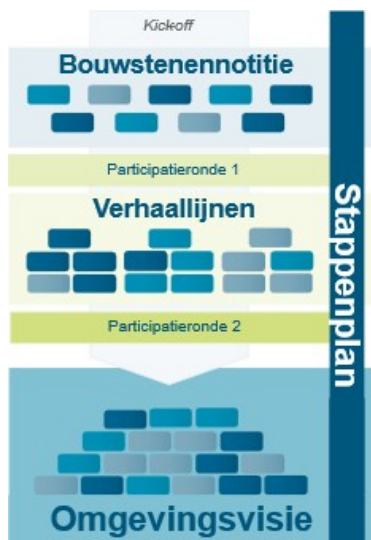 Kickoff
Bouwstenennotitie
Participatieronde 1
Verhaallijnen
Participatieronde 2
Omgevingsvisie
Stappenplan